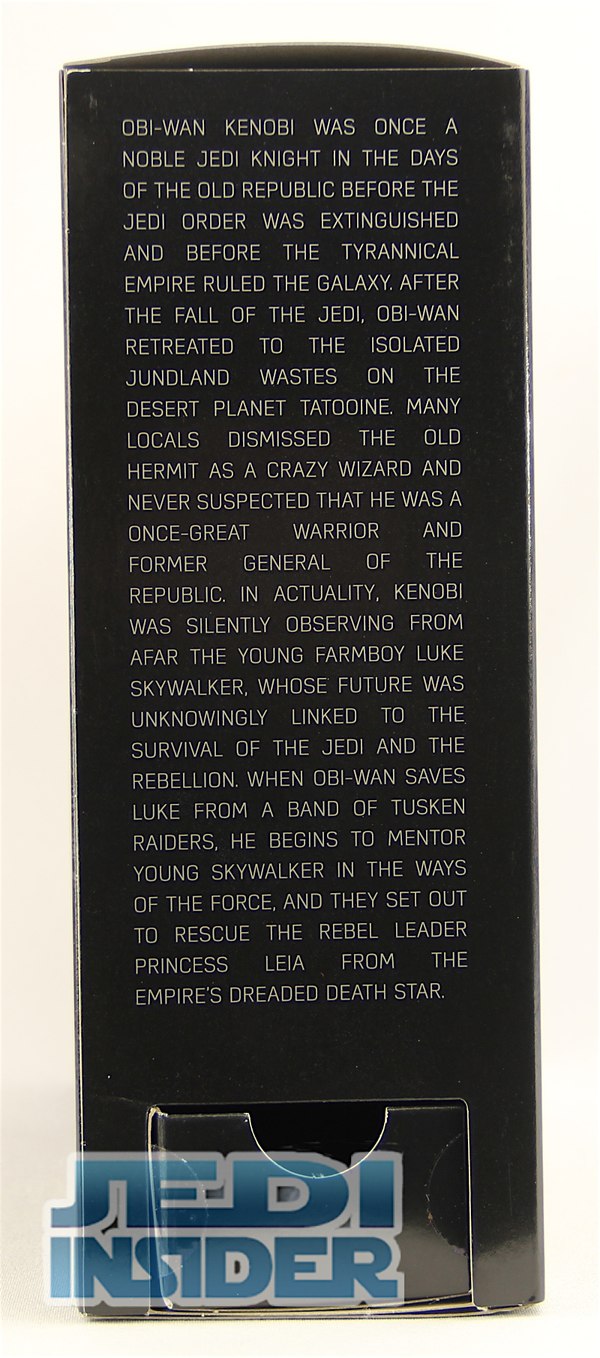 OBI-WAN KENOBI WAS ONCE A
NOBLE JEDI KNIGHT IN THE DAYS
OF THE OLD REPUBLIC BEFORE THE
JEDI ORDER WAS EXTINGUISHED
AND BEFORE THE TYRANNICAL
EMPIRE RULED THE GALAXY. AFTER
THE FALL OF THE JEDI, OBI-WAN
RETREATED TO THE ISOLATED
JUNDLAND WASTES ON THE
DESERT PLANET TATOOINE. MANY
LOCALS DISMISSED THE OLD
HERMIT AS A CRAZY WIZARD AND
NEVER SUSPECTED THAT HE WAS A
ONCE-GREAT WARRIOR AND
FORMER GENERAL OF THE
REPUBLIC. IN ACTUALITY, KENOBI
WAS SILENTLY OBSERVING FROM
AFAR THE YOUNG FARMBOY LUKE
SKYWALKER, WHOSE FUTURE WAS
UNKNOWINGLY LINKED TO THE
SURVIVAL OF THE JEDI AND THE
REBELLION. WHEN OBI-WAN SAVES
LUKE FROM A BAND OF TUSKEN
RAIDERS, HE BEGINS TO MENTOR
YOUNG SKYWALKER IN THE WAYS
OF THE FORCE, AND THEY SET OUT
TO RESCUE THE REBEL LEADER
PRINCESS LEIA FROM THE
EMPIRE'S DREADED DEATH STAR.
JEDI
INSIDER